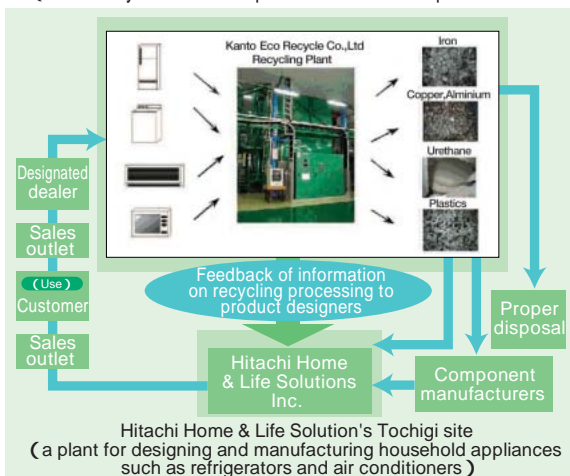 Kanto Eco Recycle Co.,Ltd
Recycling Plant
Iron
Copper,Alminium
Urethane
Plastics
Designated
dealer
Sales
outlet
(Use)
Customer
Sales
outlet
Feedback of information
on recycling processing to
product designers
Proper
disposal
Hitachi Home
& Life Solutions
Inc.
Component
manufacturers
Hitachi Home & Life Solution's Tochigi site
(a plant for designing and manufacturing household appliances
such as refrigerators and air conditioners)